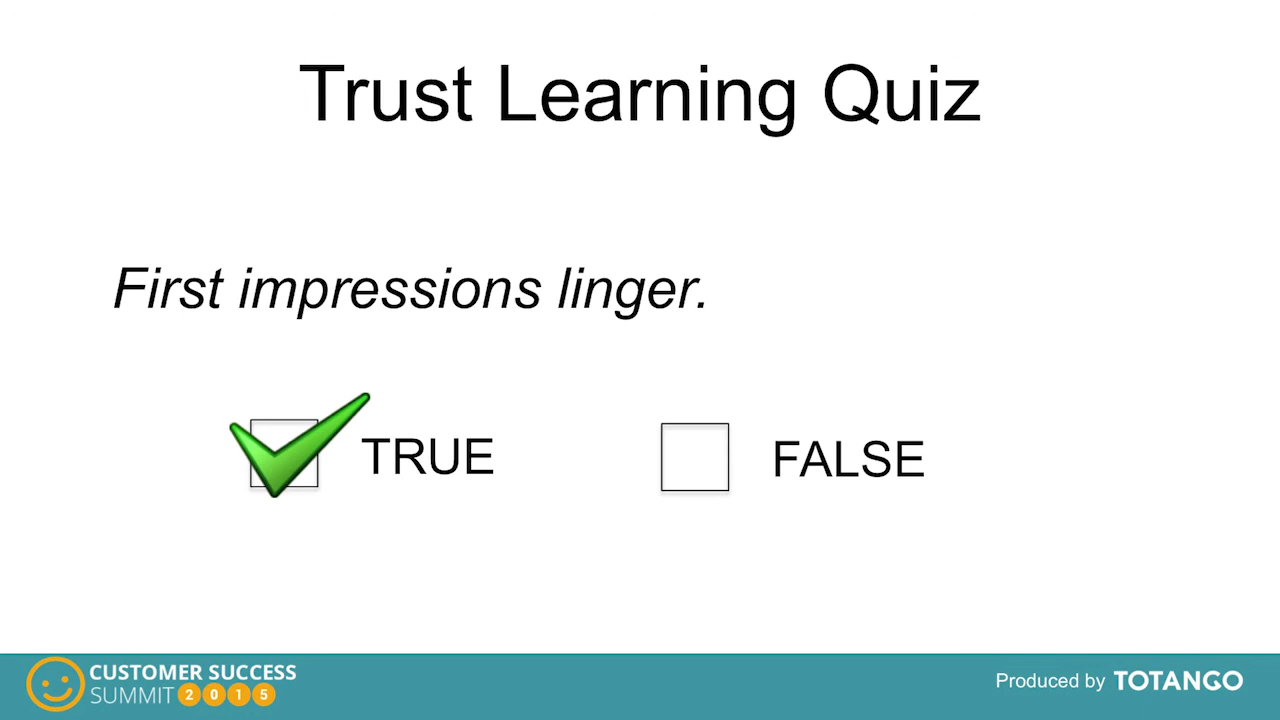 Trust Learning Quiz
First impressions linger.
TRUE FALSE
CUSTOMER SUCCESS
SUMMIT 2015
Produced by TOTANGO